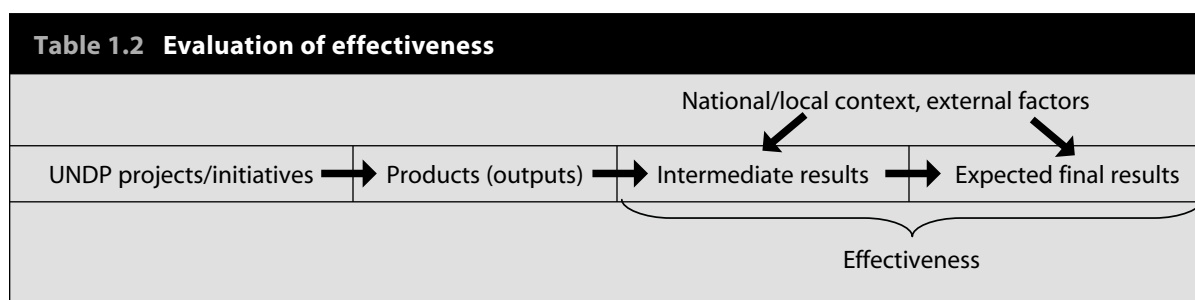 Table 1.2 Evaluation of effectiveness
National/local context, external factors
UNDP projects/initiatives Products (outputs) Intermediate results Expected final results
Effectiveness